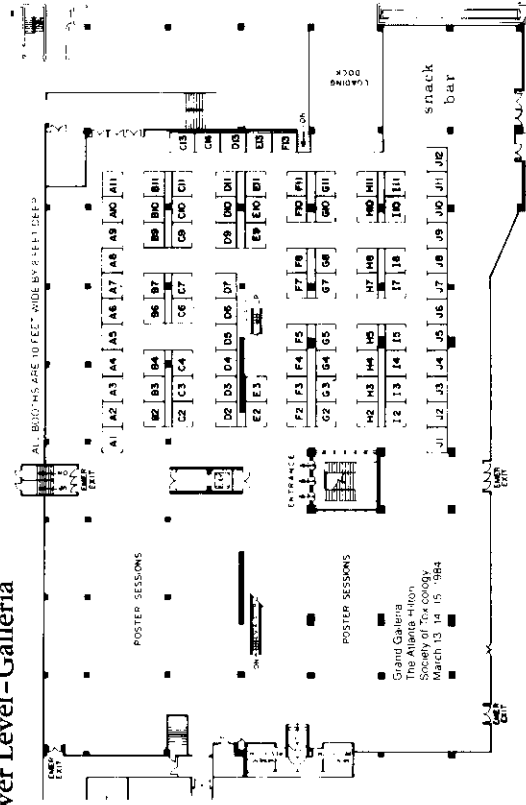 ver Level-Galleria
ALL BOOTHS ARE 10 FEET WIDE BY 8 FEET DEEP
A1 A2 A3 A4 A5 A6 A7 A8 A9 A10 A11
B2 B3 B4 B6 B7 B9 B10 B11
C2 C3 C4 C6 C7 C9 C10 C11
D2 D3 D4 D5 D6 D7 D9 D10 D11
E2 E3 E9 E10 E11
F2 F3 F4 F5 F7 F8 F10 F11
G2 G3 G4 G5 G7 G8 G10 G11
H2 H3 H4 H5 H7 H8 H10 H11
I2 I3 I4 I5 I7 I8 I10 I11
J1 J2 J3 J4 J5 J6 J7 J8 J9 J10 J11 J12
C13
C16
D13
E13
F13
LOADING
DOCK
snack
bar
EMER
EXIT
ENTRANCE
POSTER SESSIONS
POSTER SESSIONS
Grand Galleria
The Atlanta Hilton
Society of Toxicology
March 13 14 15 1984
EMER
EXIT
EMER
EXIT
EMER
EXIT